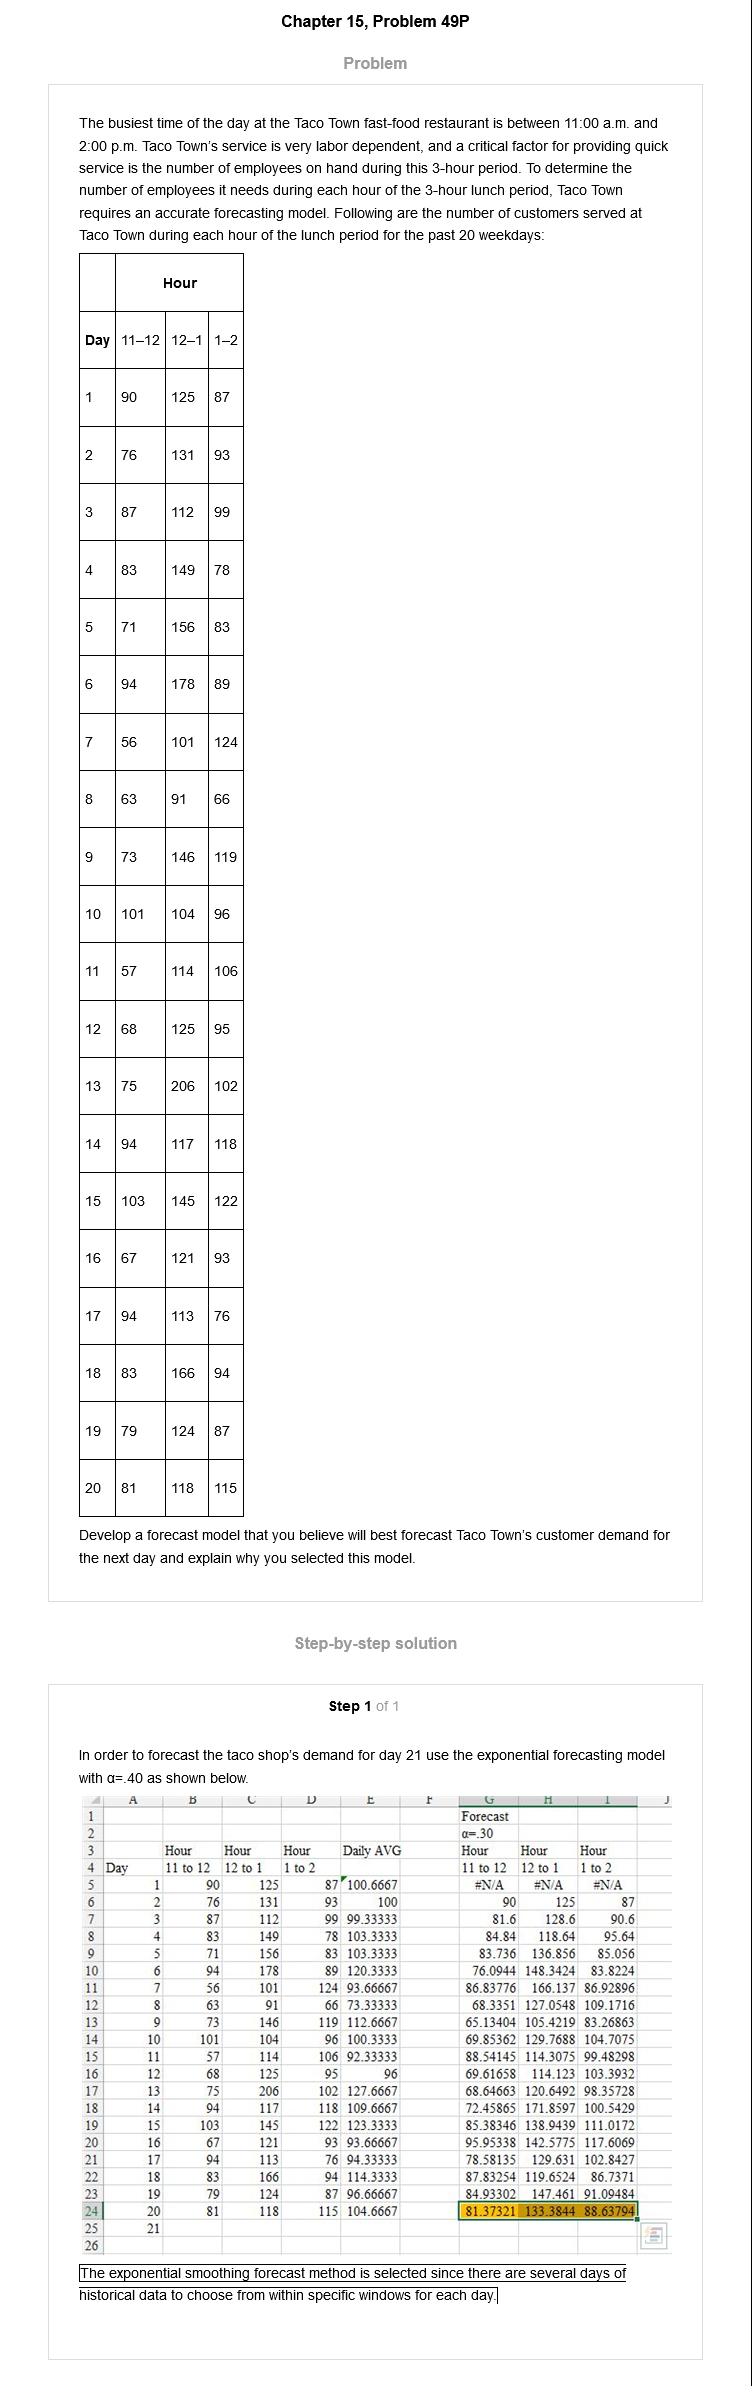 Chapter 15, Problem 49P
Problem
The busiest time of the day at the Taco Town fast-food restaurant is between 11:00 a.m. and
2:00 p.m. Taco Town's service is very labor dependent, and a critical factor for providing quick
service is the number of employees on hand during this 3-hour period. To determine the
number of employees it needs during each hour of the 3-hour lunch period, Taco Town
requires an accurate forecasting model. Following are the number of customers served at
Taco Town during each hour of the lunch period for the past 20 weekdays:
Hour
Day 11–12 12–1 1–2
1 90 125 87
2 76 131 93
3 87 112 99
4 83 149 78
5 71 156 83
6 94 178 89
7 56 101 124
8 63 91 66
9 73 146 119
10 101 104 96
11 57 114 106
12 68 125 95
13 75 206 102
14 94 117 118
15 103 145 122
16 67 121 93
17 94 113 76
18 83 166 94
19 79 124 87
20 81 118 115
Develop a forecast model that you believe will best forecast Taco Town's customer demand for
the next day and explain why you selected this model.
Step-by-step solution
Step 1 of 1
In order to forecast the taco shop's demand for day 21 use the exponential forecasting model
with α=.40 as shown below.
A B C D E F G H I J
1 Forecast
2 α=.30
3 Hour Hour Hour Daily AVG Hour Hour Hour
4 Day 11 to 12 12 to 1 1 to 2 11 to 12 12 to 1 1 to 2
5 1 90 125 87 100.6667 #N/A #N/A #N/A
6 2 76 131 93 100 90 125 87
7 3 87 112 99 99.33333 81.6 128.6 90.6
8 4 83 149 78 103.3333 84.84 118.64 95.64
9 5 71 156 83 103.3333 83.736 136.856 85.056
10 6 94 178 89 120.3333 76.0944 148.3424 83.8224
11 7 56 101 124 93.66667 86.83776 166.137 86.92896
12 8 63 91 66 73.33333 68.3351 127.0548 109.1716
13 9 73 146 119 112.6667 65.13404 105.4219 83.26863
14 10 101 104 96 100.3333 69.85362 129.7688 104.7075
15 11 57 114 106 92.33333 88.54145 114.3075 99.48298
16 12 68 125 95 96 69.61658 114.123 103.3932
17 13 75 206 102 127.6667 68.64663 120.6492 98.35728
18 14 94 117 118 109.6667 72.45865 171.8597 100.5429
19 15 103 145 122 123.3333 85.38346 138.9439 111.0172
20 16 67 121 93 93.66667 95.95338 142.5775 117.6069
21 17 94 113 76 94.33333 78.58135 129.631 102.8427
22 18 83 166 94 114.3333 87.83254 119.6524 86.7371
23 19 79 124 87 96.66667 84.93302 147.461 91.09484
24 20 81 118 115 104.6667 81.37321 133.3844 88.63794
25 21
26
The exponential smoothing forecast method is selected since there are several days of
historical data to choose from within specific windows for each day.